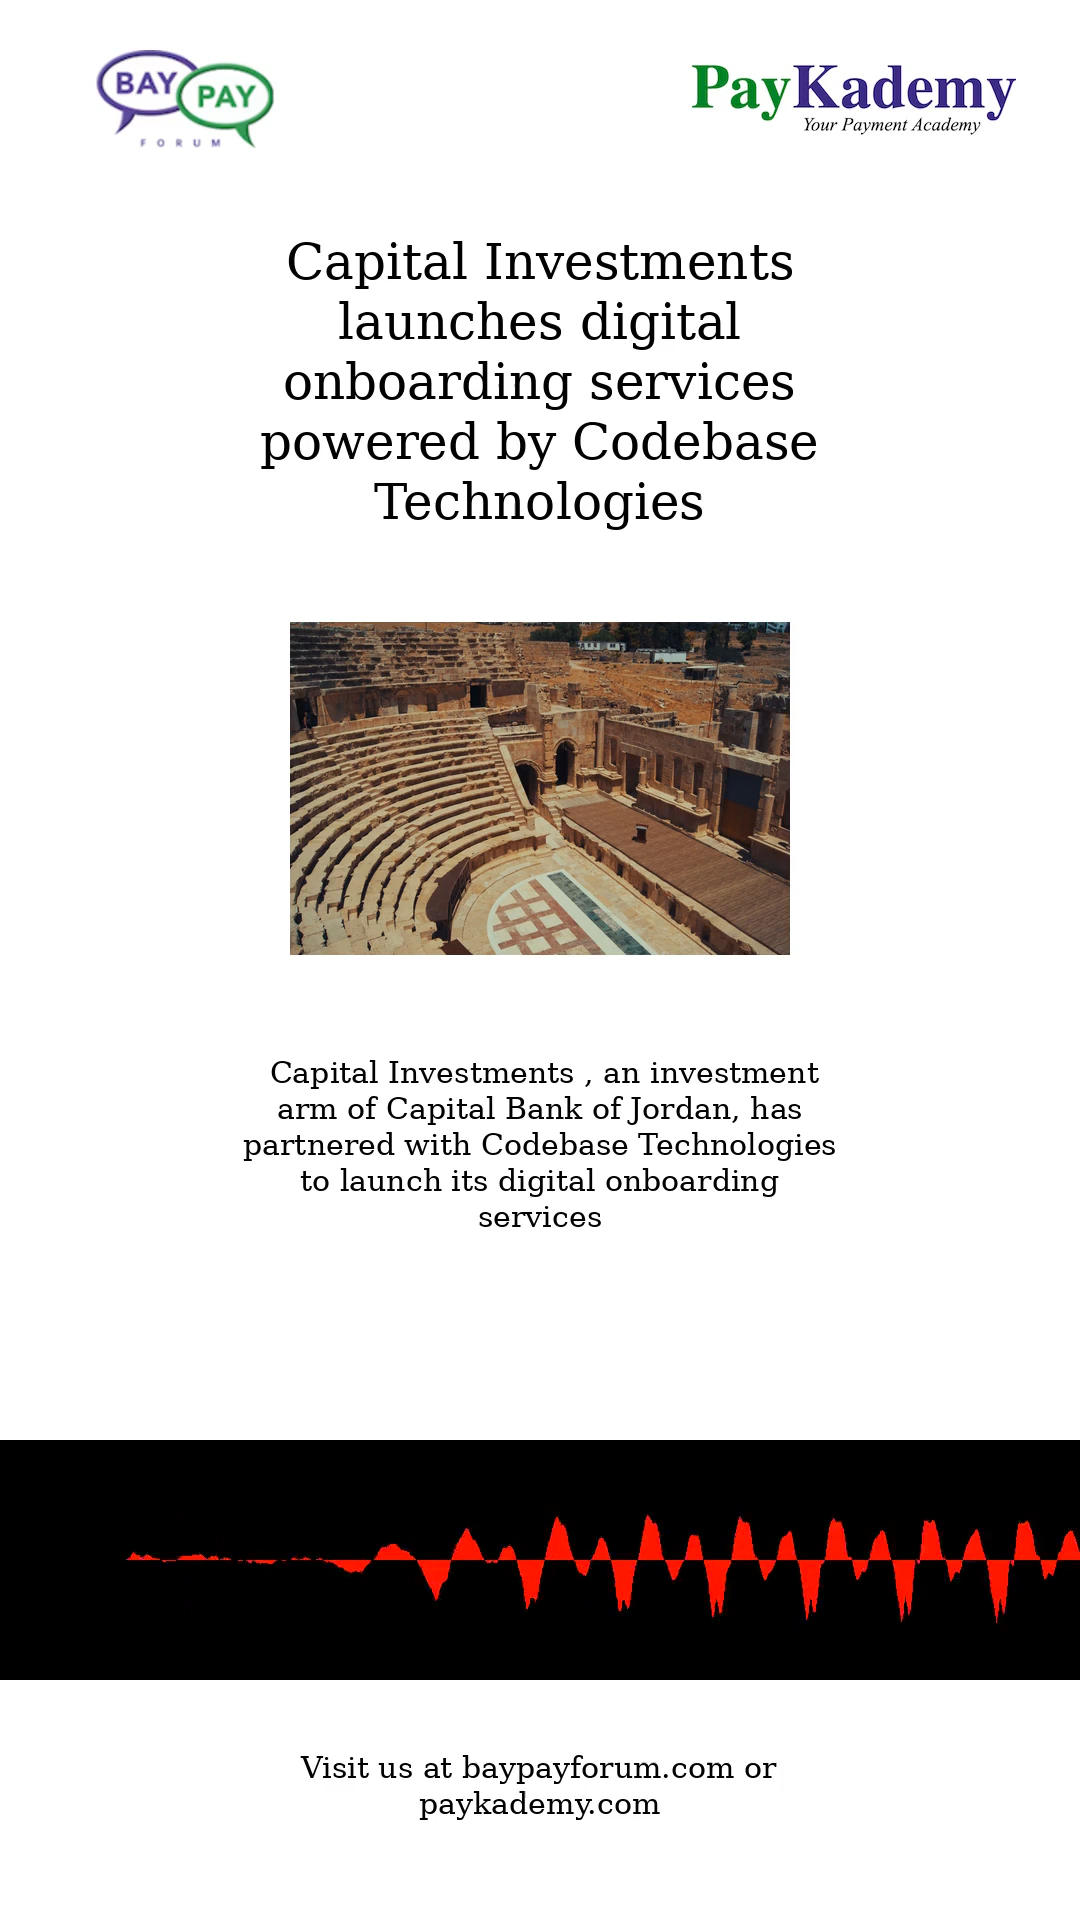 BAY PAY
FORUM
PayKademy
Your Payment Academy
Capital Investments
launches digital
onboarding services
powered by Codebase
Technologies
Capital Investments , an investment
arm of Capital Bank of Jordan, has
partnered with Codebase Technologies
to launch its digital onboarding
services
Visit us at baypayforum.com or
paykademy.com